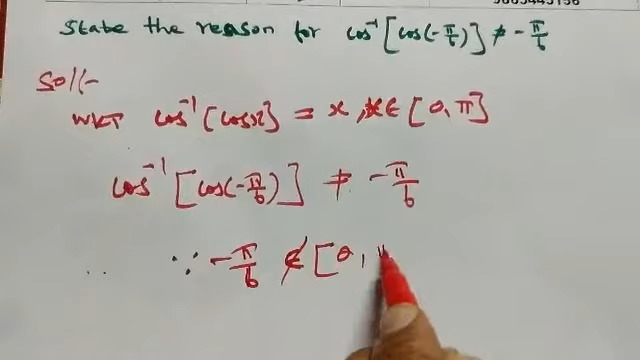 State the reason for cos⁻¹[cos(-π/6)] ≠ -π/6
Sol:-
WKT cos⁻¹[cosx] = x, x∈[0,π]
cos⁻¹[cos(-π/6)] ≠ -π/6
∵ -π/6 ∉ [0,